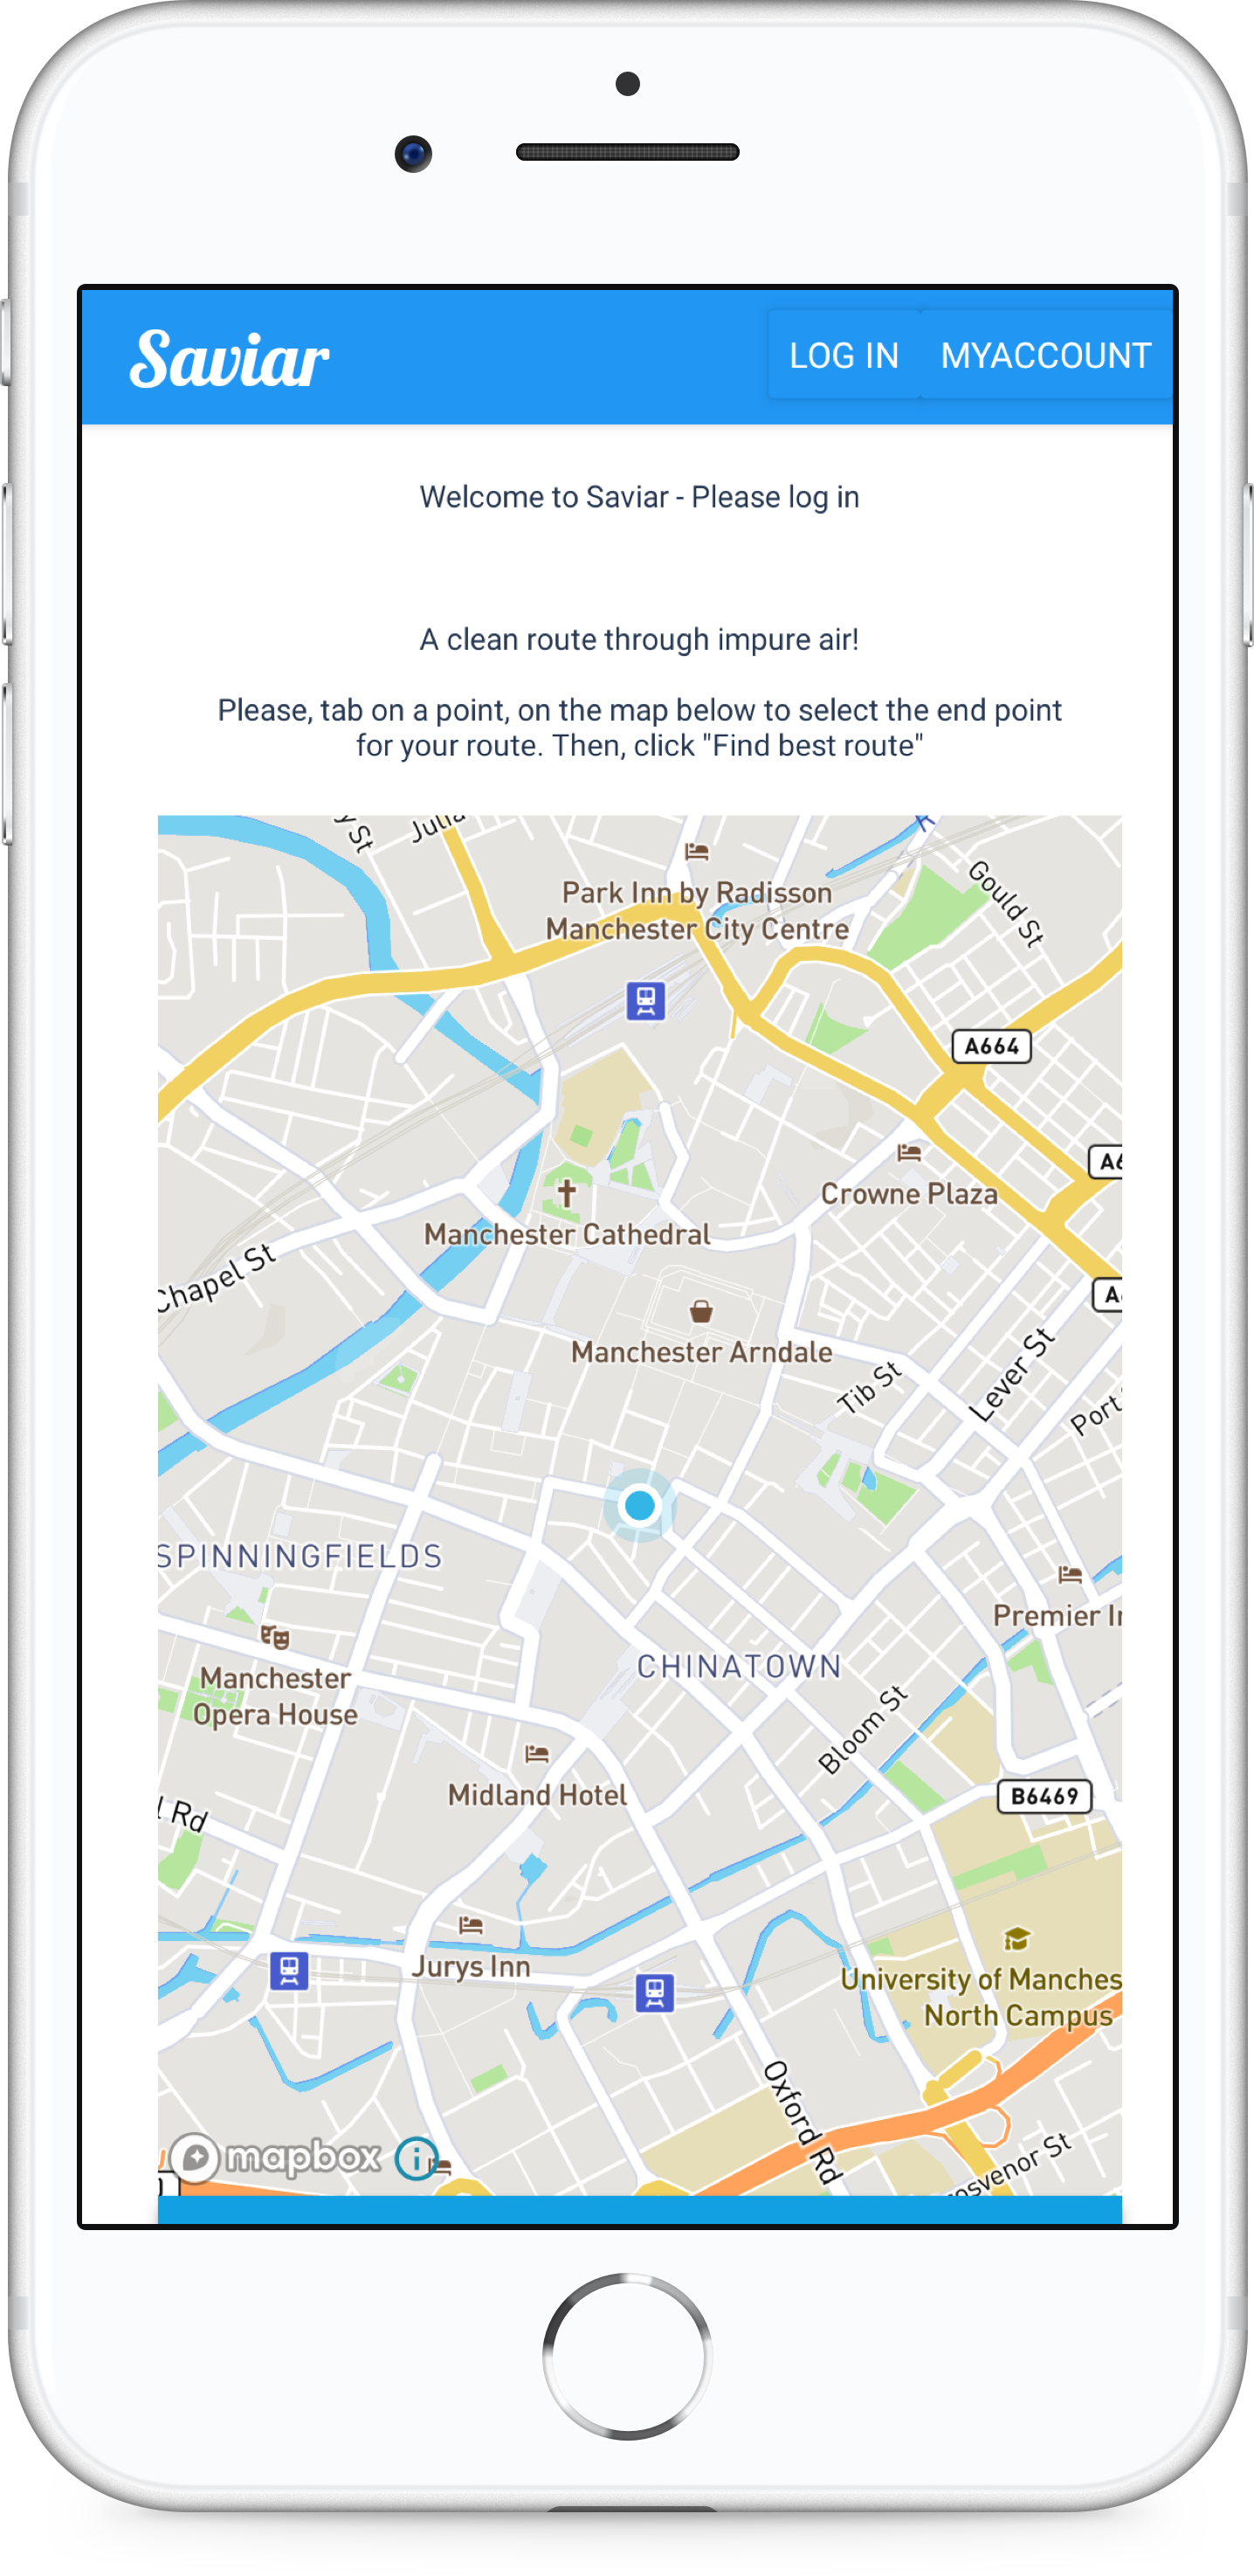 Saviar
LOG IN
MYACCOUNT
Welcome to Saviar - Please log in
A clean route through impure air!
Please, tab on a point, on the map below to select the end point
for your route. Then, click "Find best route"
y St
Julia
Gould St
Park Inn by Radisson
Manchester City Centre
A664
A6
Crowne Plaza
Manchester Cathedral
Chapel St
A
Manchester Arndale
Tib St
Lever St
Port
SPINNINGFIELDS
Premier In
Manchester
Opera House
CHINATOWN
Bloom St
Midland Hotel
B6469
l Rd
Jurys Inn
University of Manches
North Campus
Oxford Rd
osvenor St
mapbox